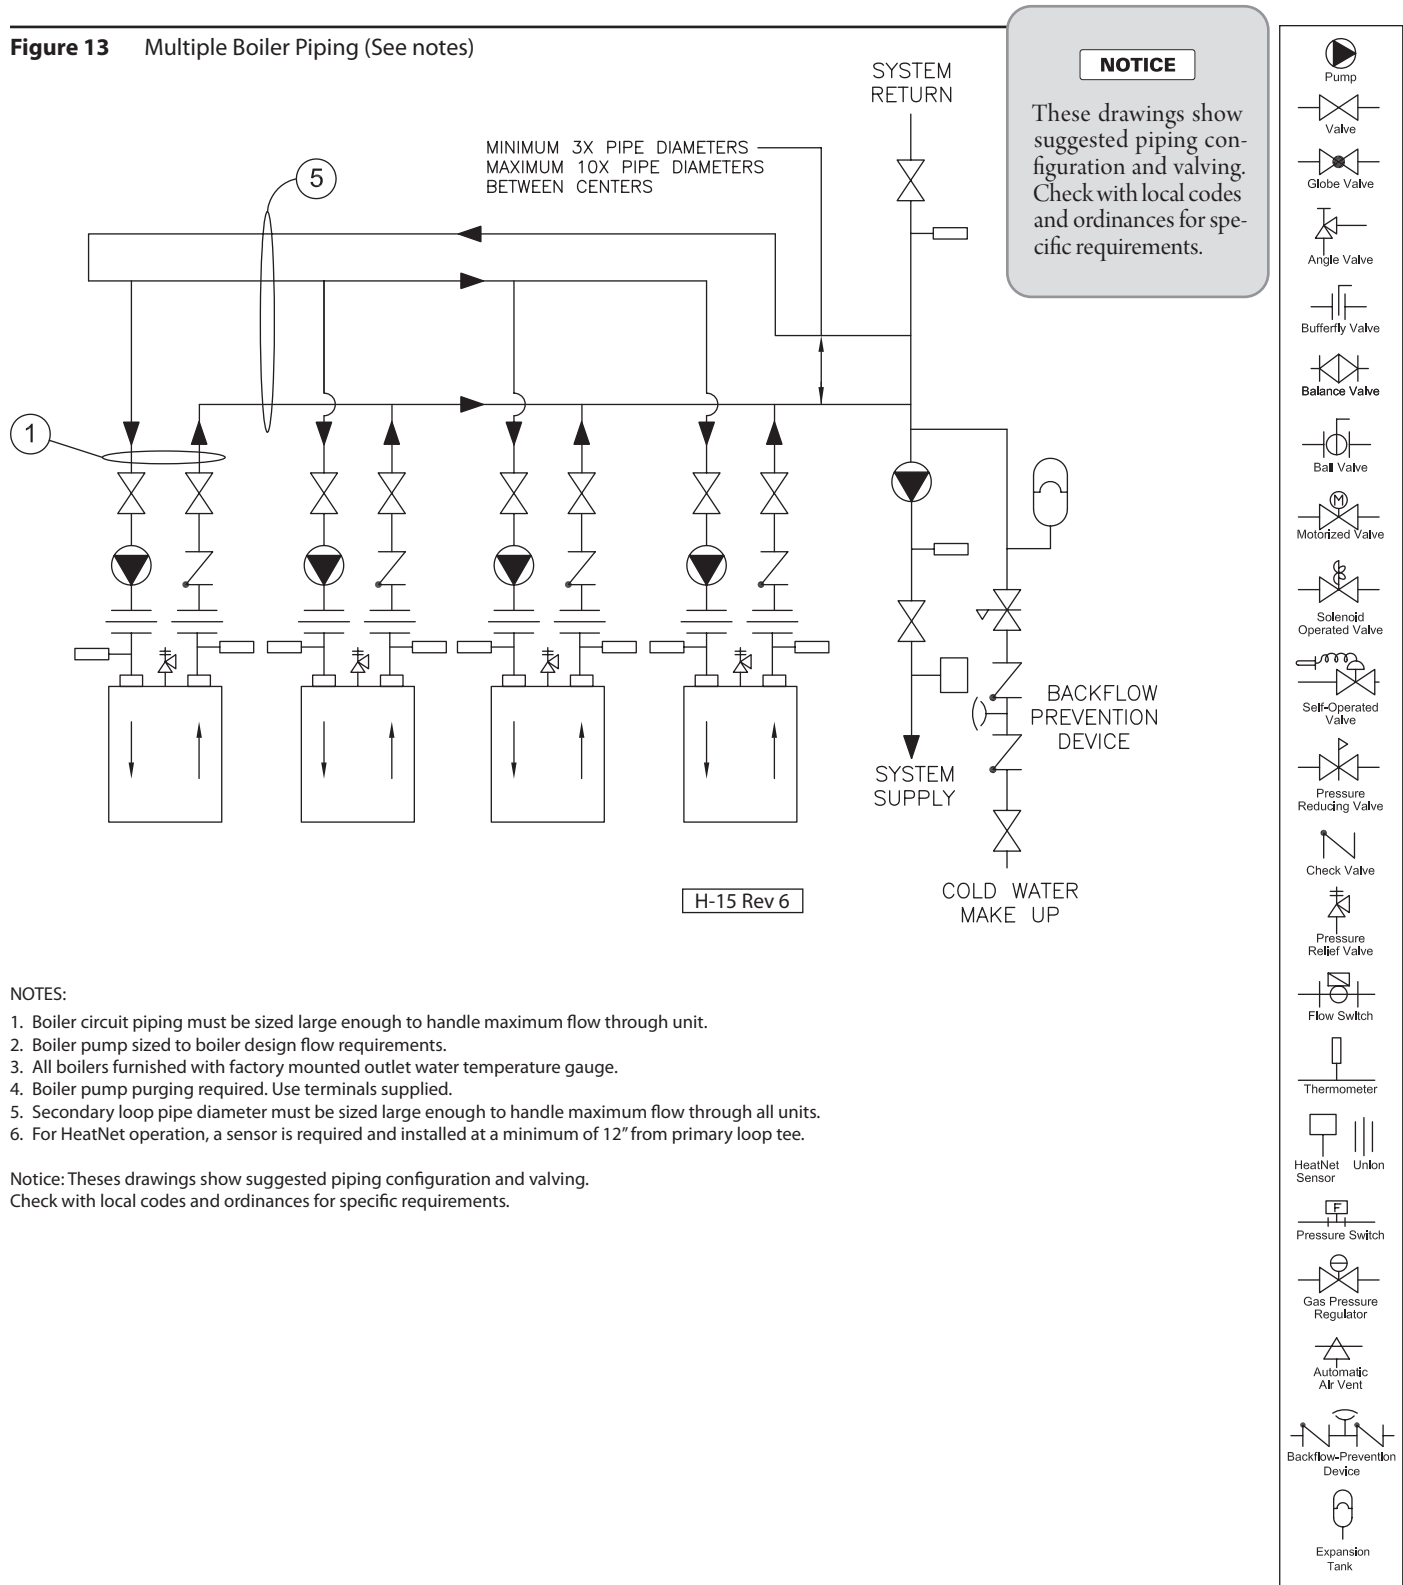 Figure 13 Multiple Boiler Piping (See notes)
SYSTEM
RETURN
NOTICE
These drawings show
suggested piping con-
figuration and valving.
Check with local codes
and ordinances for spe-
cific requirements.
MINIMUM 3X PIPE DIAMETERS
MAXIMUM 10X PIPE DIAMETERS
BETWEEN CENTERS
5
1
BACKFLOW
PREVENTION
DEVICE
SYSTEM
SUPPLY
COLD WATER
MAKE UP
H-15 Rev 6
NOTES:
1. Boiler circuit piping must be sized large enough to handle maximum flow through unit.
2. Boiler pump sized to boiler design flow requirements.
3. All boilers furnished with factory mounted outlet water temperature gauge.
4. Boiler pump purging required. Use terminals supplied.
5. Secondary loop pipe diameter must be sized large enough to handle maximum flow through all units.
6. For HeatNet operation, a sensor is required and installed at a minimum of 12" from primary loop tee.
Notice: Theses drawings show suggested piping configuration and valving.
Check with local codes and ordinances for specific requirements.
Pump
Valve
Globe Valve
Angle Valve
Bufferfly Valve
Balance Valve
Ball Valve
M
Motorized Valve
Solenoid
Operated Valve
Self-Operated
Valve
Pressure
Reducing Valve
Check Valve
Pressure
Relief Valve
Flow Switch
Thermometer
HeatNet
Sensor
Union
F
Pressure Switch
Gas Pressure
Regulator
Automatic
Air Vent
Backflow-Prevention
Device
Expansion
Tank